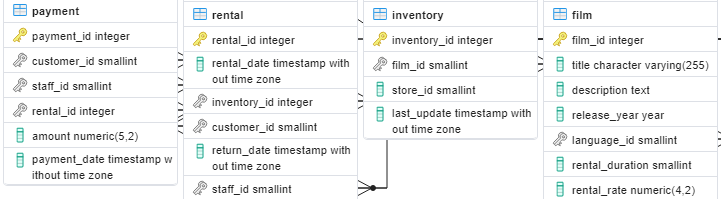 payment
payment_id integer
customer_id smallint
staff_id smallint
rental_id integer
amount numeric(5,2)
payment_date timestamp w
ithout time zone
rental
rental_id integer
rental_date timestamp with
out time zone
inventory_id integer
customer_id smallint
return_date timestamp with
out time zone
staff_id smallint
inventory
inventory_id integer
film_id smallint
store_id smallint
last_update timestamp with
out time zone
film
film_id integer
title character varying(255)
description text
release_year year
language_id smallint
rental_duration smallint
rental_rate numeric(4,2)